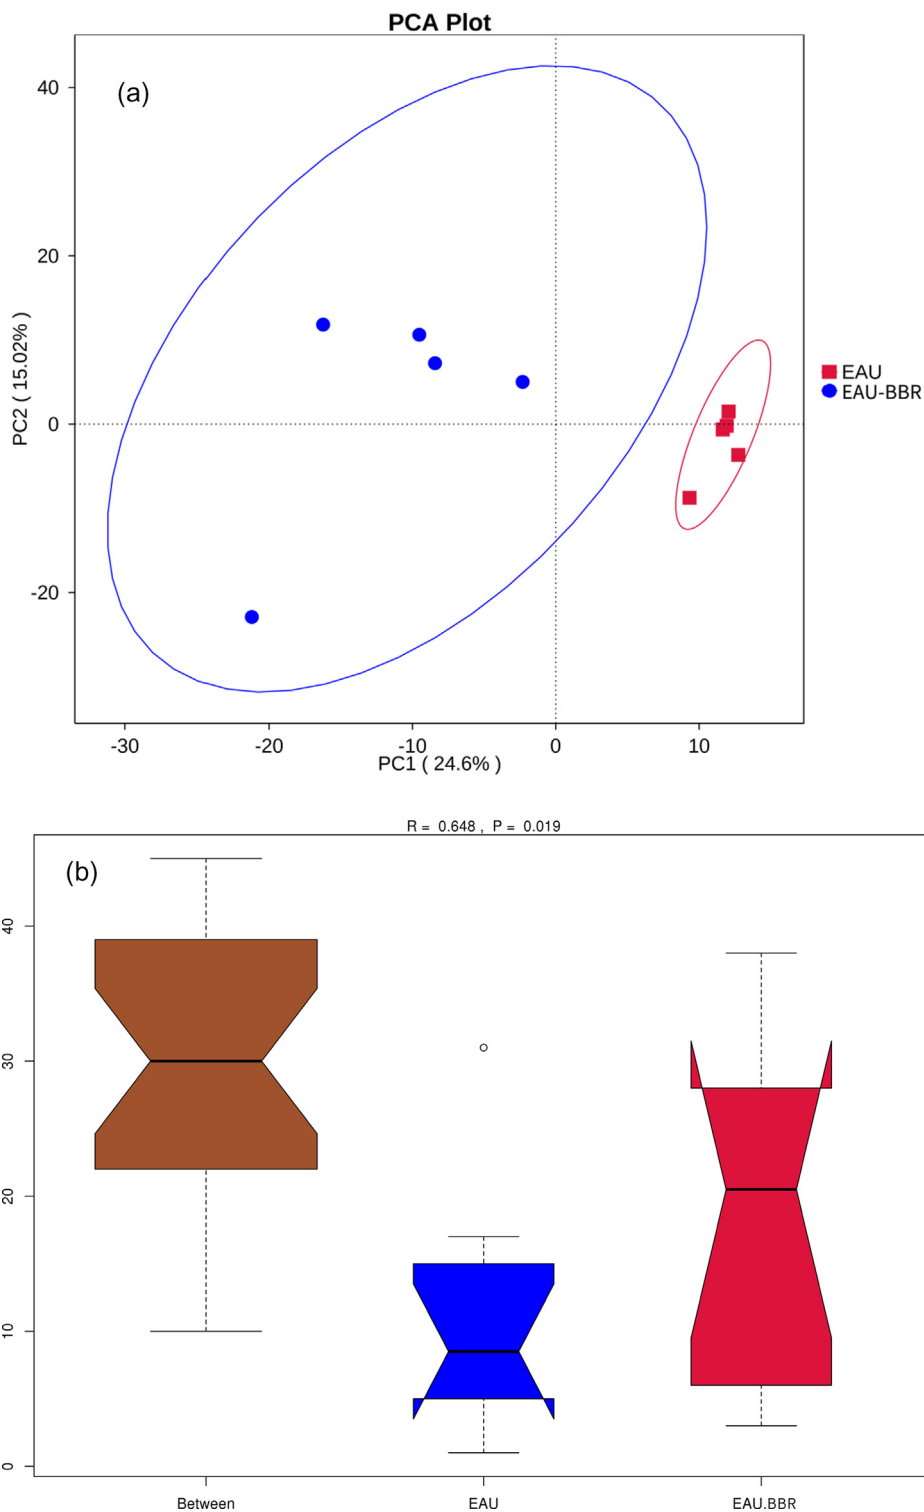 PCA Plot
(a)
40
20
0
-20
PC2 ( 15.02% )
-30 -20 -10 0 10
PC1 ( 24.6% )
EAU
EAU-BBR
R = 0.648 , P = 0.019
(b)
40
30
20
10
0
Between EAU EAU.BBR